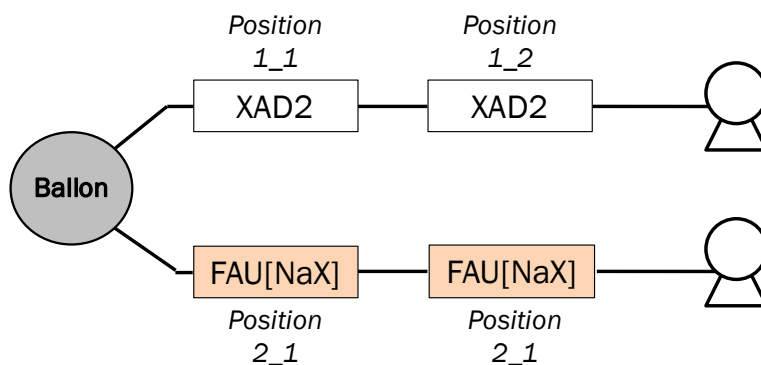 Position
1_1
Position
1_2
XAD2
XAD2
Ballon
FAU[NaX]
FAU[NaX]
Position
2_1
Position
2_1